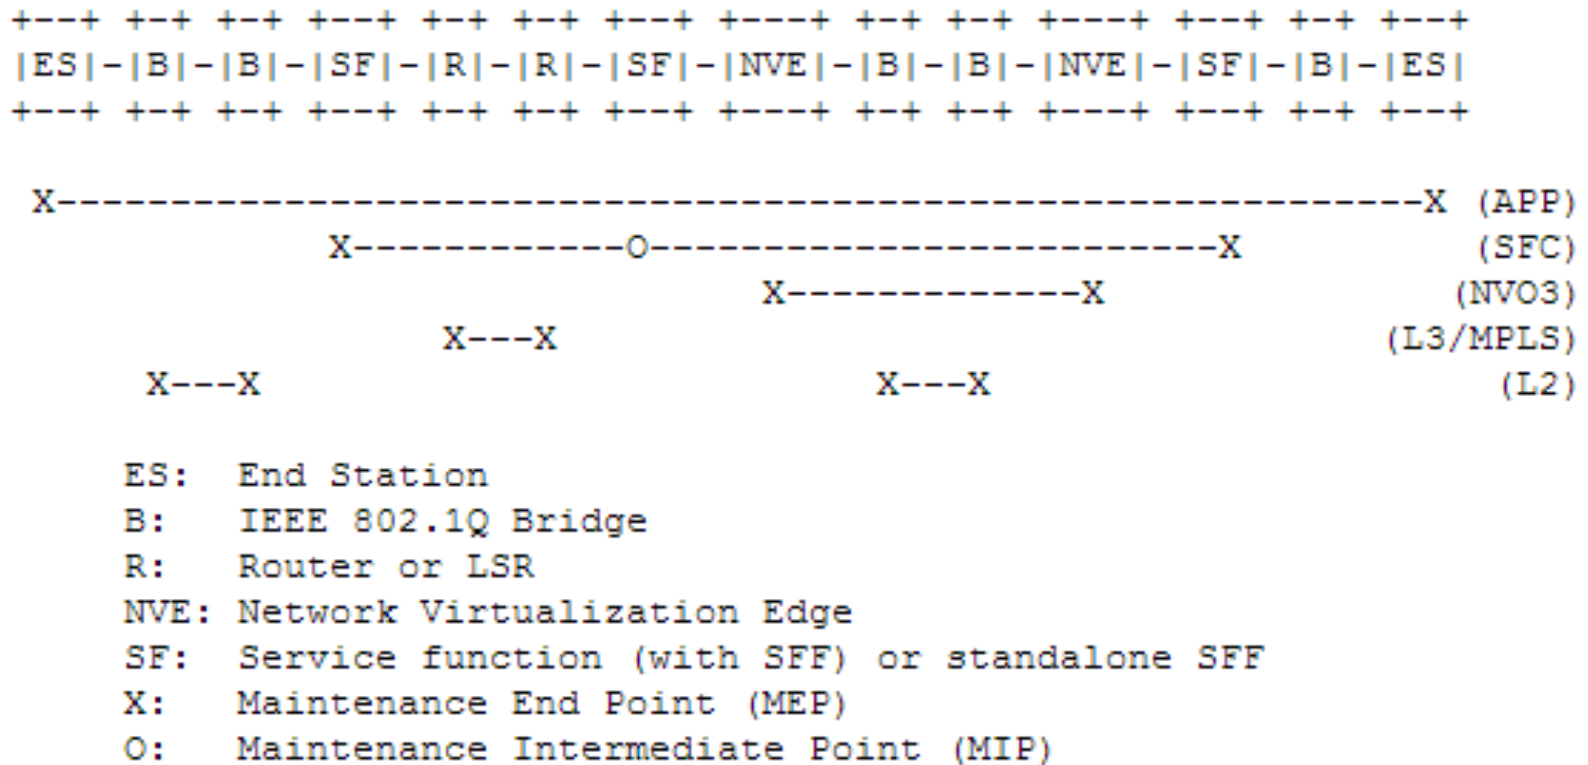 +--+ +-+ +-+ +--+ +-+ +-+ +--+ +---+ +-+ +-+ +---+ +--+ +-+ +--+
|ES|-|B|-|B|-|SF|-|R|-|R|-|SF|-|NVE|-|B|-|B|-|NVE|-|SF|-|B|-|ES|
+--+ +-+ +-+ +--+ +-+ +-+ +--+ +---+ +-+ +-+ +---+ +--+ +-+ +--+
X------------------------------------------------------------X (APP)
X------------O-------------------------X (SFC)
X-------------X (NVO3)
X---X (L3/MPLS)
X---X X---X (L2)
ES: End Station
B: IEEE 802.1Q Bridge
R: Router or LSR
NVE: Network Virtualization Edge
SF: Service function (with SFF) or standalone SFF
X: Maintenance End Point (MEP)
O: Maintenance Intermediate Point (MIP)